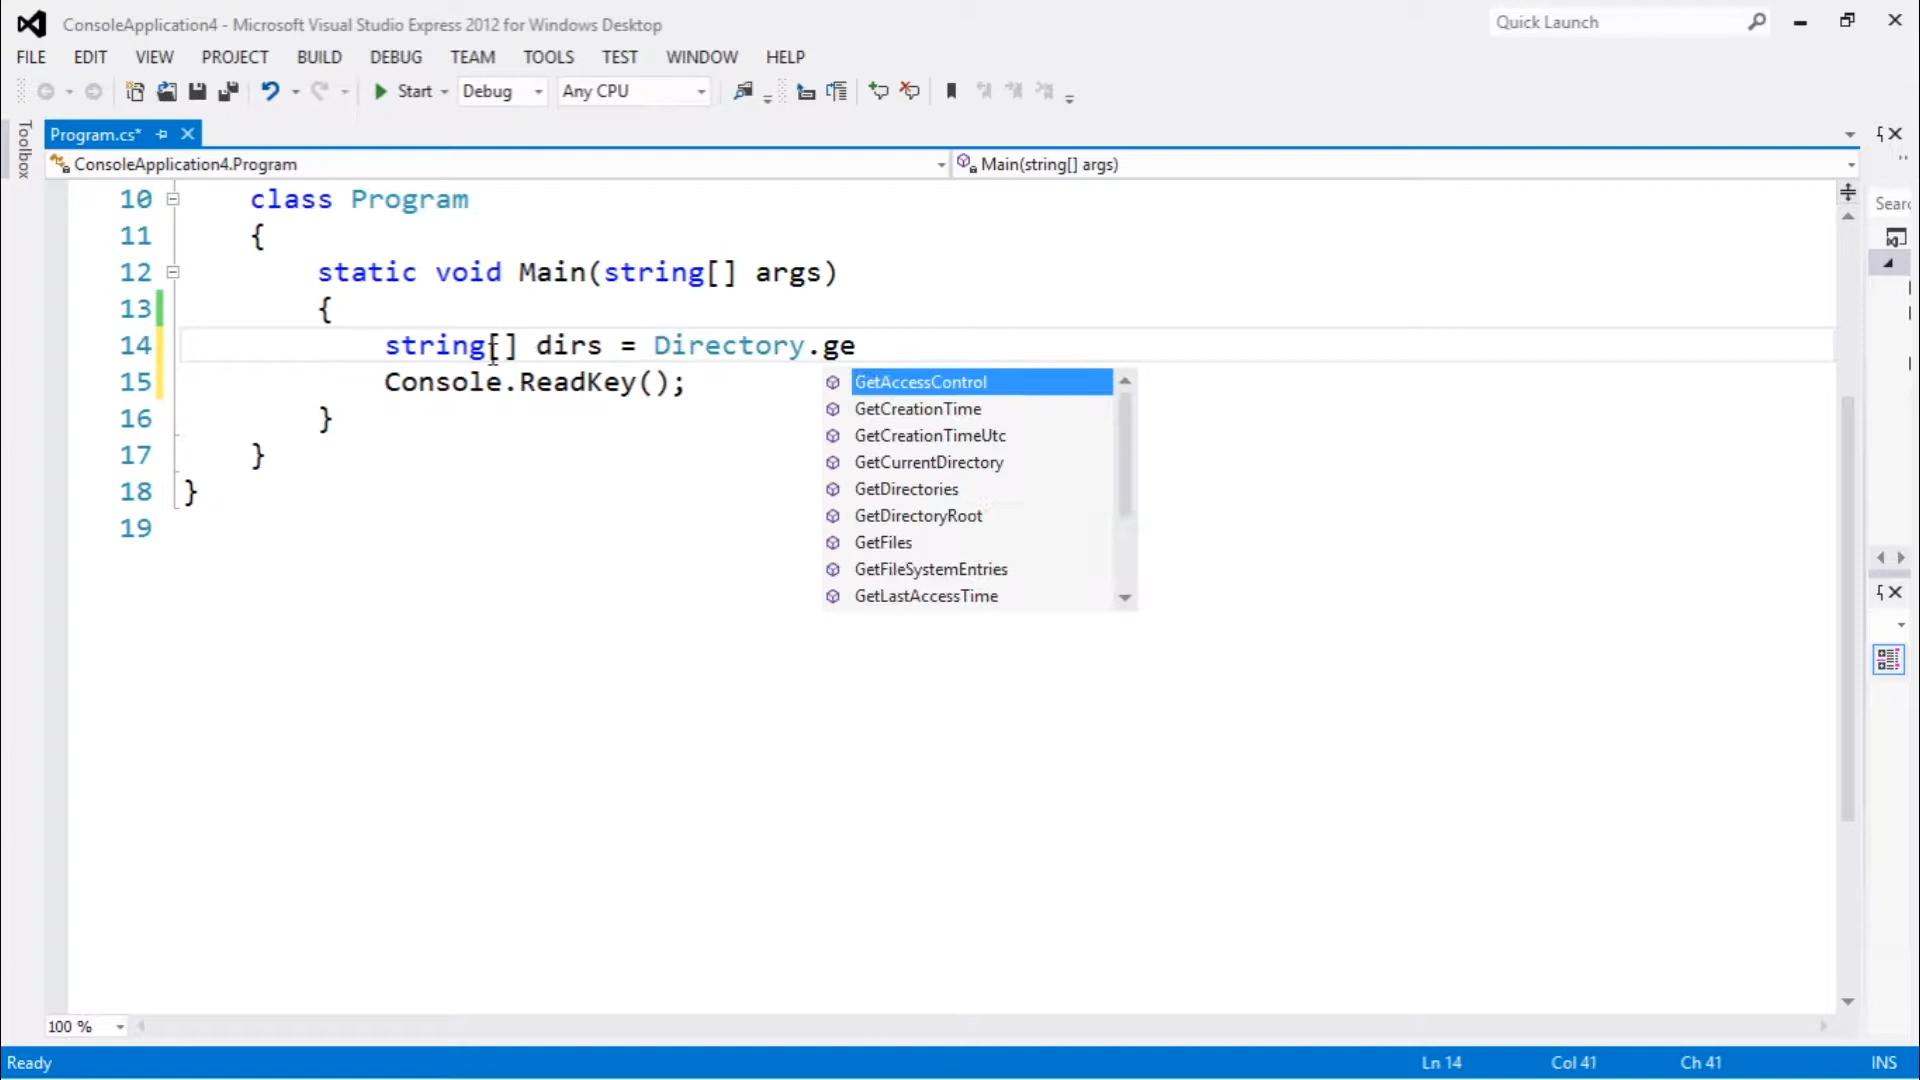 ConsoleApplication4 - Microsoft Visual Studio Express 2012 for Windows Desktop
Quick Launch
FILE EDIT VIEW PROJECT BUILD DEBUG TEAM TOOLS TEST WINDOW HELP
Start Debug Any CPU
Toolbox
Program.cs*
ConsoleApplication4.Program Main(string[] args)
Searc
10 class Program
11 {
12 static void Main(string[] args)
13 {
14 string[] dirs = Directory.ge
15 Console.ReadKey();
16 }
17 }
18 }
19
GetAccessControl
GetCreationTime
GetCreationTimeUtc
GetCurrentDirectory
GetDirectories
GetDirectoryRoot
GetFiles
GetFileSystemEntries
GetLastAccessTime
100 %
Ready Ln 14 Col 41 Ch 41 INS